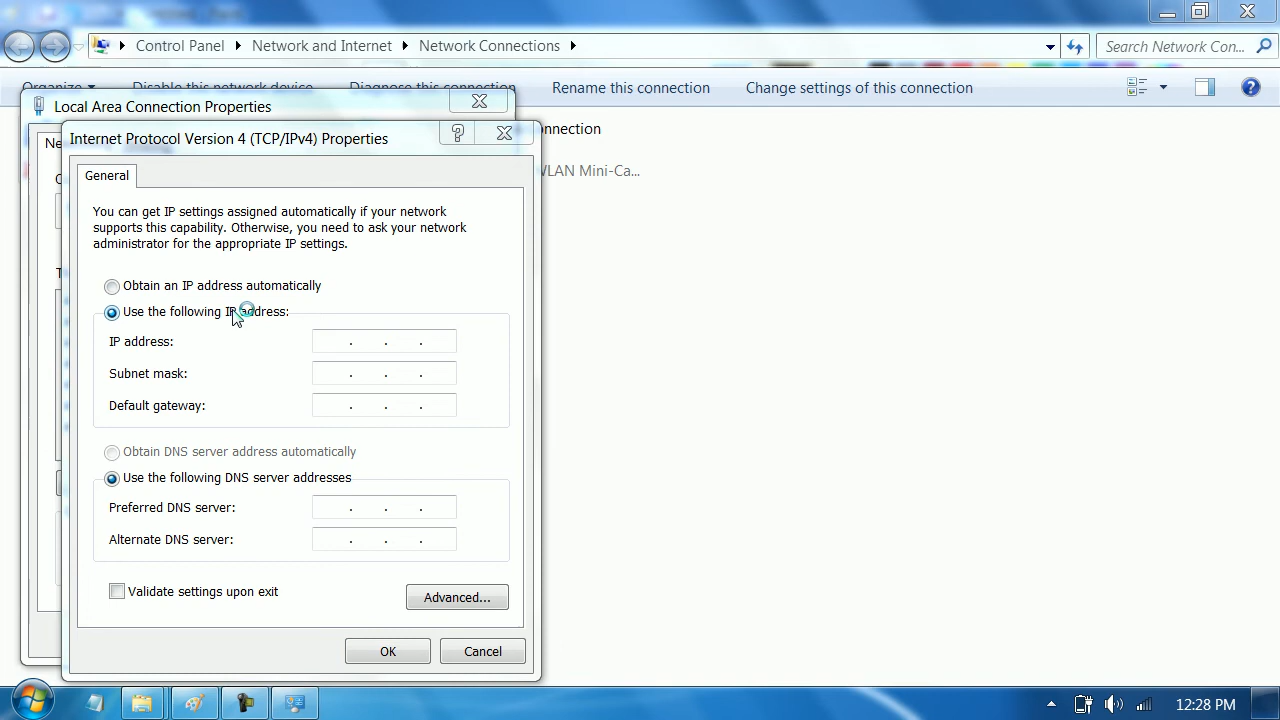 Control Panel Network and Internet Network Connections Search Network Con...
Organize Disable this network device Diagnose this connection Rename this connection Change settings of this connection
Local Area Connection Properties
onnection
Internet Protocol Version 4 (TCP/IPv4) Properties
Ne
WLAN Mini-Ca...
General
You can get IP settings assigned automatically if your network
supports this capability. Otherwise, you need to ask your network
administrator for the appropriate IP settings.
Obtain an IP address automatically
Use the following IP address:
IP address: . . .
Subnet mask: . . .
Default gateway: . . .
Obtain DNS server address automatically
Use the following DNS server addresses
Preferred DNS server: . . .
Alternate DNS server: . . .
Validate settings upon exit
Advanced...
OK Cancel
12:28 PM